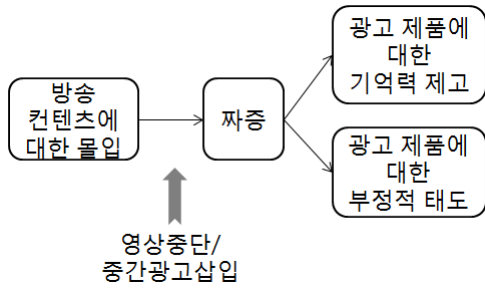 방송
컨텐츠에
대한 몰입
짜증
광고 제품에
대한
기억력 제고
광고 제품에
대한
부정적 태도
영상중단/
중간광고삽입